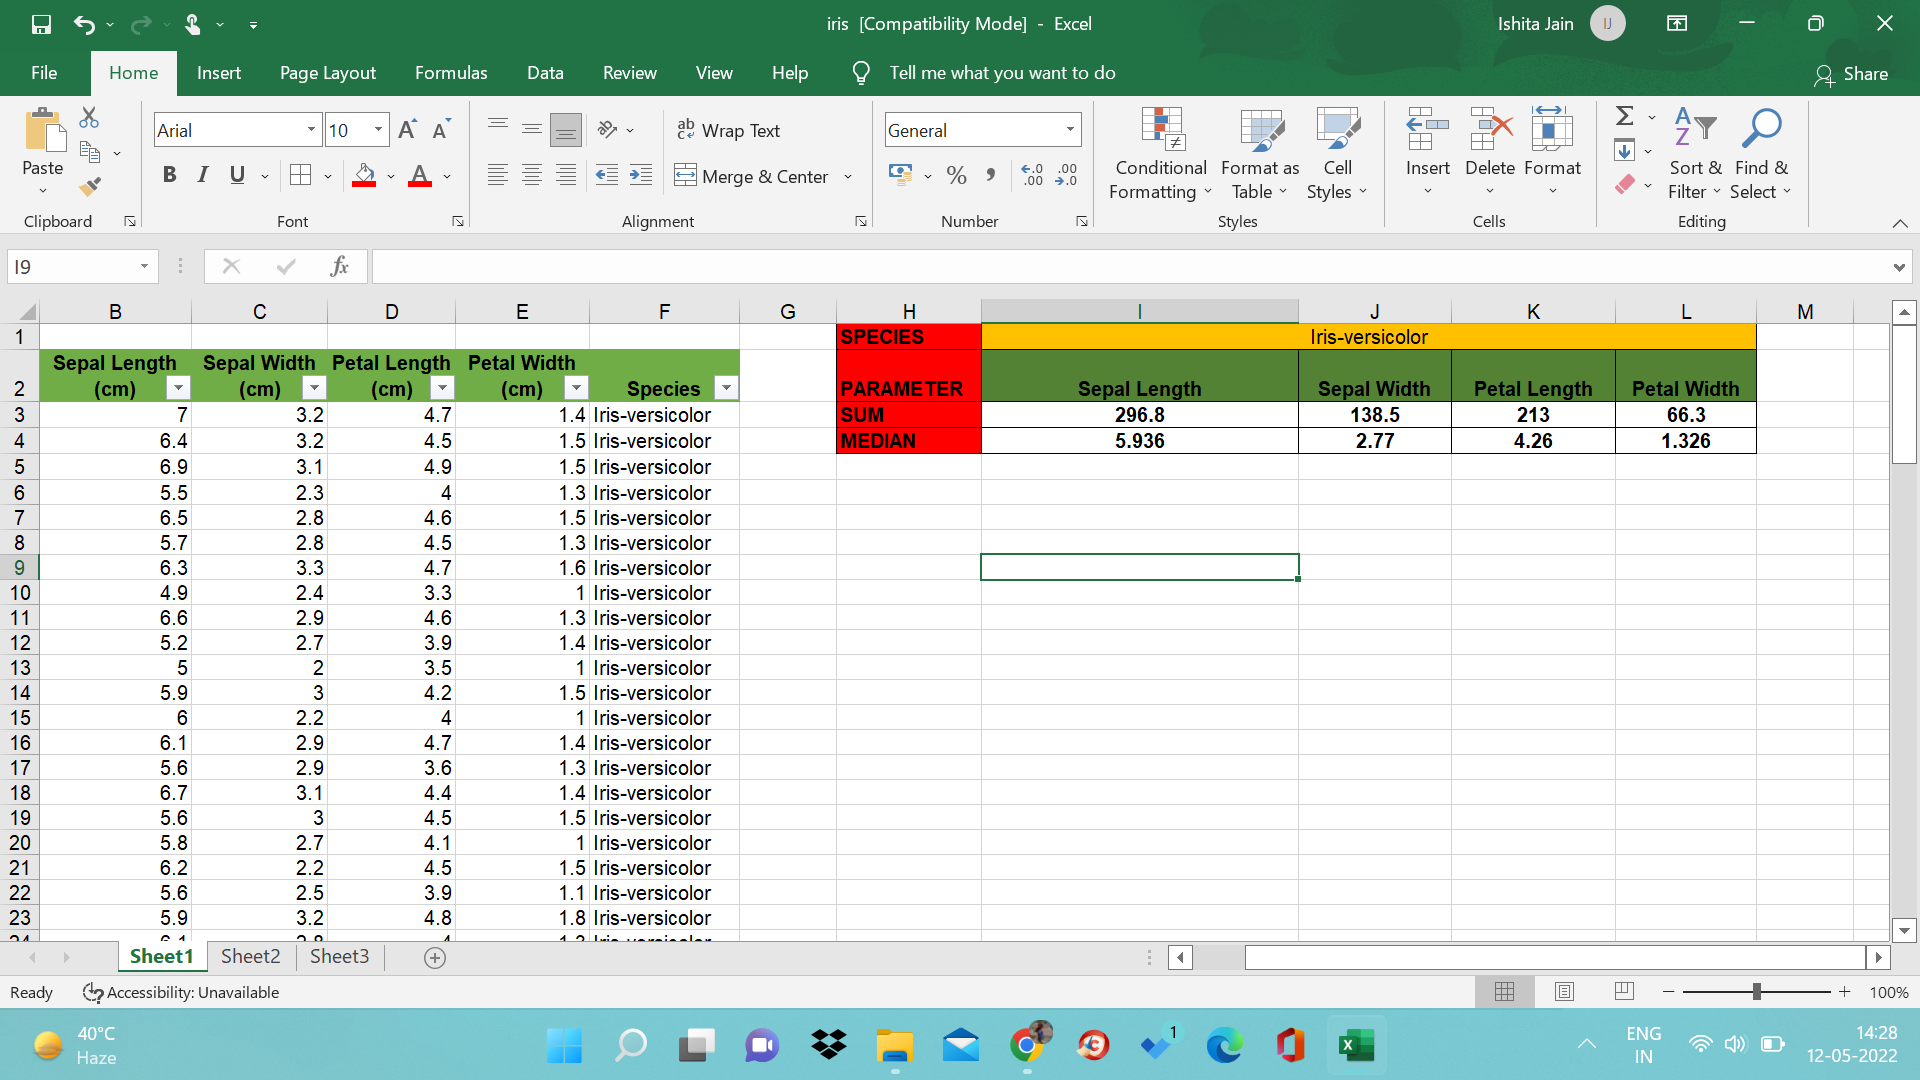 iris [Compatibility Mode] - Excel
Ishita Jain IJ
File Home Insert Page Layout Formulas Data Review View Help Tell me what you want to do Share
Arial 10 A A ab Wrap Text General
Paste B I U A Merge & Center % Conditional Formatting Format as Table Cell Styles Insert Delete Format Sort & Filter Find & Select
Clipboard Font Alignment Number Styles Cells Editing
I9 fx
B C D E F G H I J K L M
1 SPECIES Iris-versicolor
2 Sepal Length (cm) Sepal Width (cm) Petal Length (cm) Petal Width (cm) Species PARAMETER Sepal Length Sepal Width Petal Length Petal Width
3 7 3.2 4.7 1.4 Iris-versicolor SUM 296.8 138.5 213 66.3
4 6.4 3.2 4.5 1.5 Iris-versicolor MEDIAN 5.936 2.77 4.26 1.326
5 6.9 3.1 4.9 1.5 Iris-versicolor
6 5.5 2.3 4 1.3 Iris-versicolor
7 6.5 2.8 4.6 1.5 Iris-versicolor
8 5.7 2.8 4.5 1.3 Iris-versicolor
9 6.3 3.3 4.7 1.6 Iris-versicolor
10 4.9 2.4 3.3 1 Iris-versicolor
11 6.6 2.9 4.6 1.3 Iris-versicolor
12 5.2 2.7 3.9 1.4 Iris-versicolor
13 5 2 3.5 1 Iris-versicolor
14 5.9 3 4.2 1.5 Iris-versicolor
15 6 2.2 4 1 Iris-versicolor
16 6.1 2.9 4.7 1.4 Iris-versicolor
17 5.6 2.9 3.6 1.3 Iris-versicolor
18 6.7 3.1 4.4 1.4 Iris-versicolor
19 5.6 3 4.5 1.5 Iris-versicolor
20 5.8 2.7 4.1 1 Iris-versicolor
21 6.2 2.2 4.5 1.5 Iris-versicolor
22 5.6 2.5 3.9 1.1 Iris-versicolor
23 5.9 3.2 4.8 1.8 Iris-versicolor
Sheet1 Sheet2 Sheet3
Ready Accessibility: Unavailable 100%
40°C
Haze
1
ENG
IN
14:28
12-05-2022